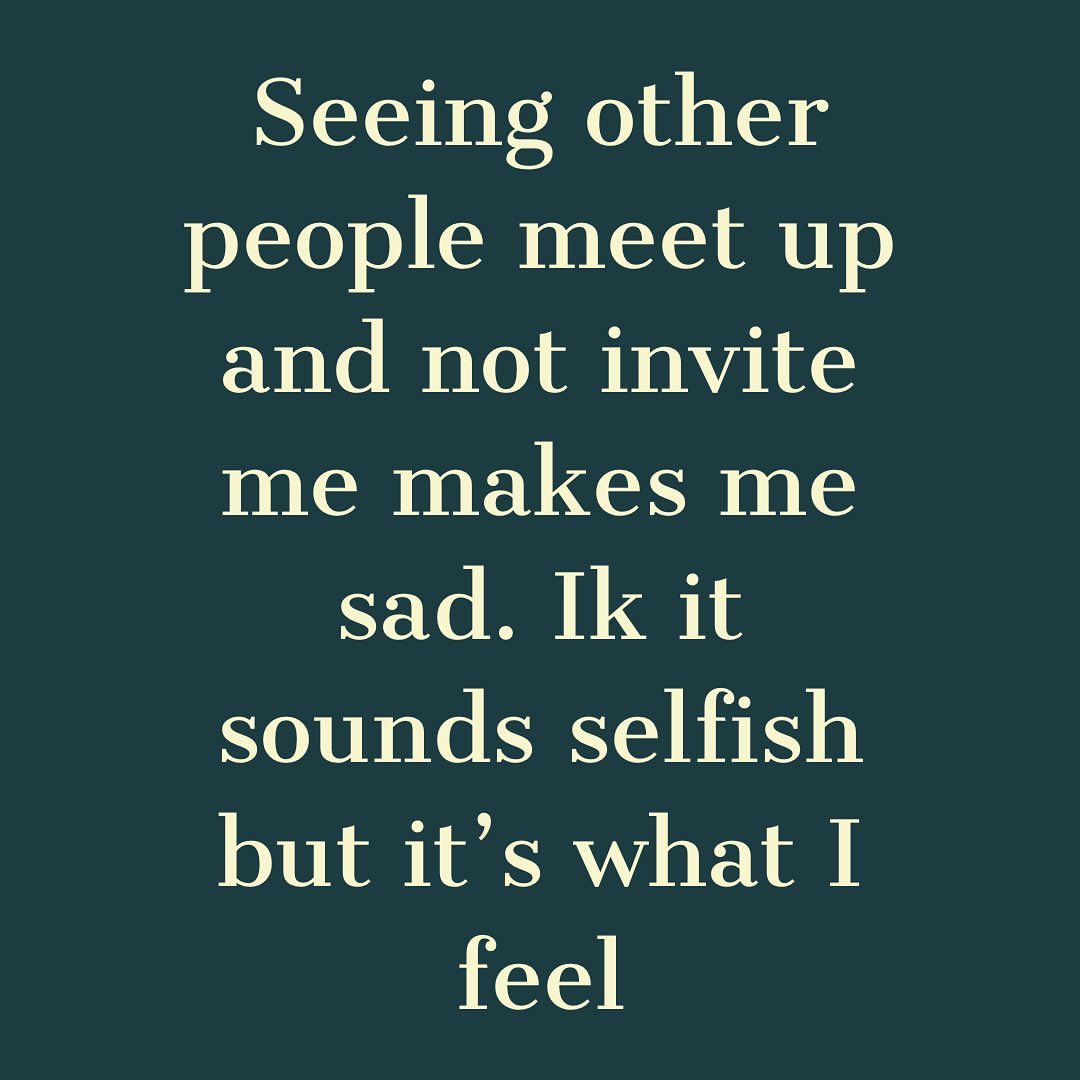 Seeing other
people meet up
and not invite
me makes me
sad. Ik it
sounds selfish
but it’s what I
feel